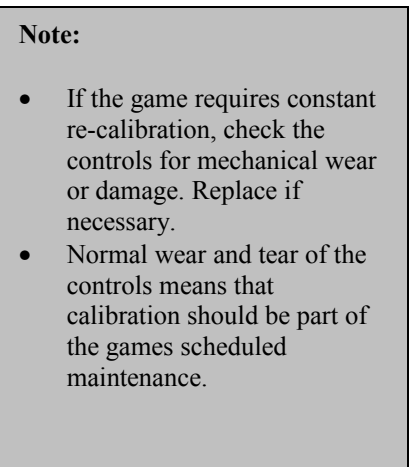 Note:
• If the game requires constant
re-calibration, check the
controls for mechanical wear
or damage. Replace if
necessary.
• Normal wear and tear of the
controls means that
calibration should be part of
the games scheduled
maintenance.